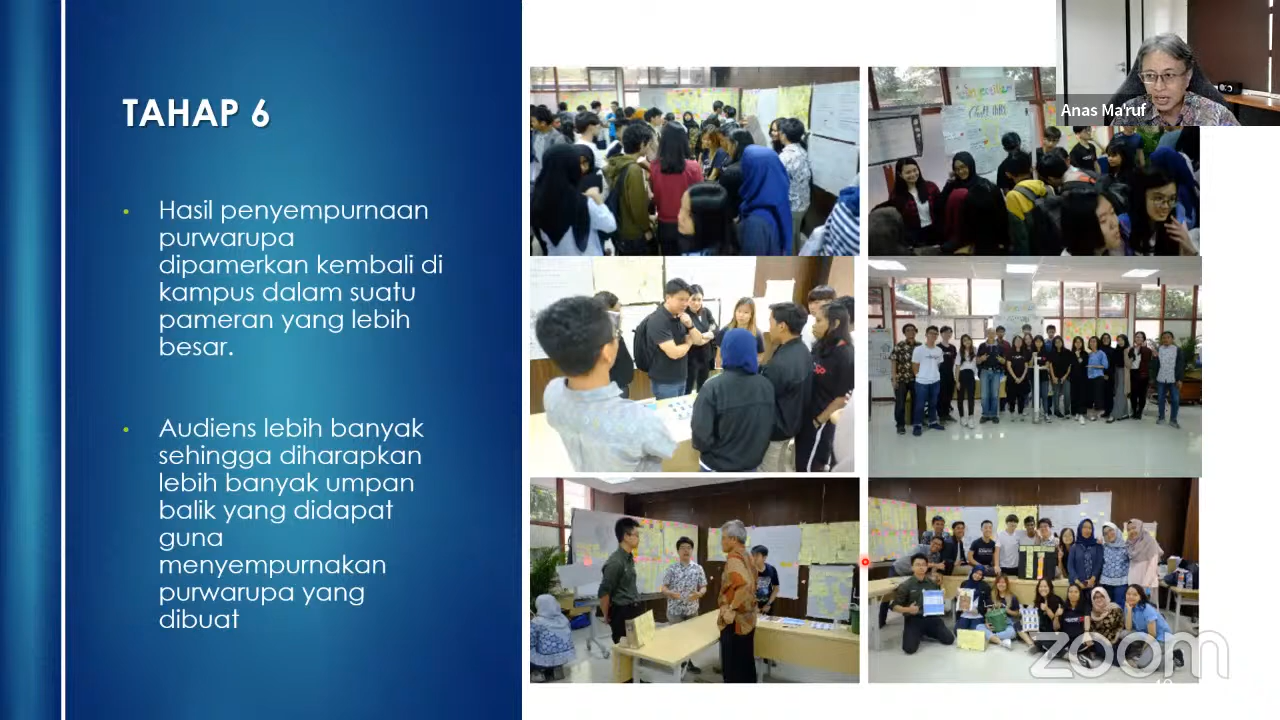 TAHAP 6
• Hasil penyempurnaan
purwarupa
dipamerkan kembali di
kampus dalam suatu
pameran yang lebih
besar.
• Audiens lebih banyak
sehingga diharapkan
lebih banyak umpan
balik yang didapat
guna
menyempurnakan
purwarupa yang
dibuat
Anas Ma'ruf
zoom